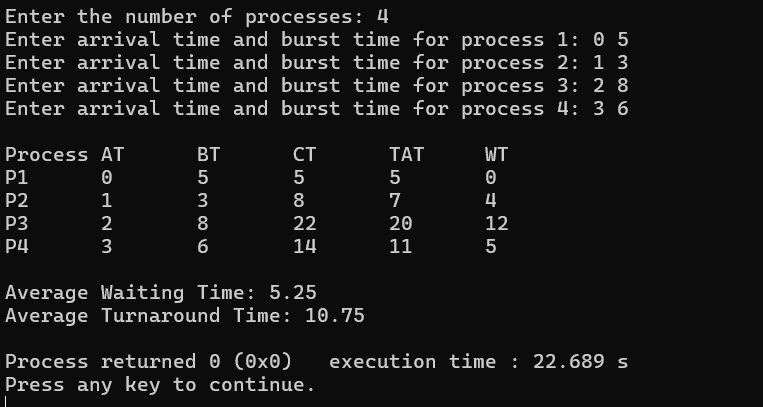 Enter the number of processes: 4
Enter arrival time and burst time for process 1: 0 5
Enter arrival time and burst time for process 2: 1 3
Enter arrival time and burst time for process 3: 2 8
Enter arrival time and burst time for process 4: 3 6

Process AT      BT      CT      TAT     WT
P1      0       5       5       5       0
P2      1       3       8       7       4
P3      2       8       22      20      12
P4      3       6       14      11      5

Average Waiting Time: 5.25
Average Turnaround Time: 10.75

Process returned 0 (0x0)   execution time : 22.689 s
Press any key to continue.